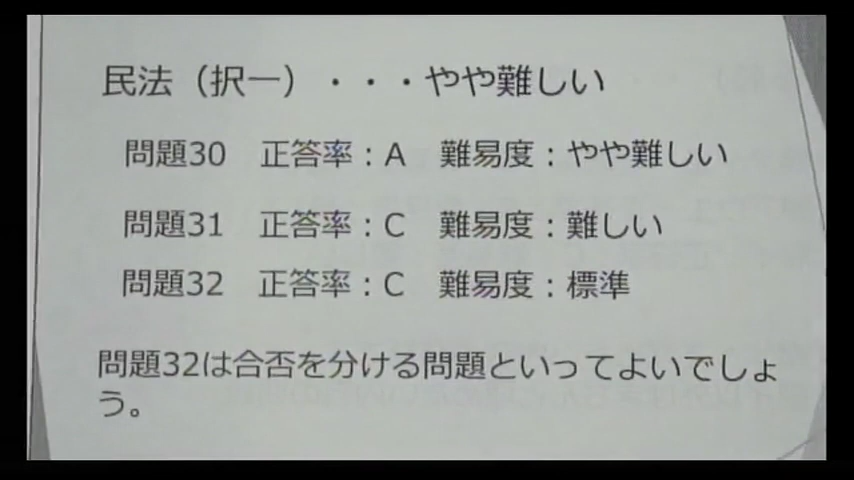 民法（択一）・・・やや難しい
問題30　正答率：A　難易度：やや難しい
問題31　正答率：C　難易度：難しい
問題32　正答率：C　難易度：標準
問題32は合否を分ける問題といってよいでしょ
う。